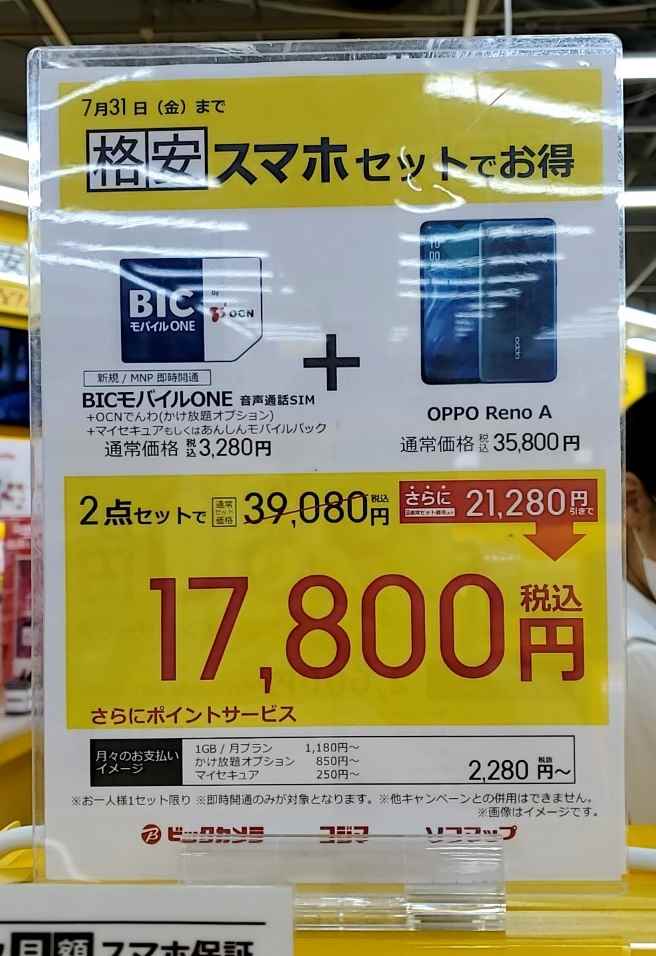 7月31日（金）まで
格安スマホセットでお得
BIC
モバイルONE
by
OCN
oppo
新規 / MNP 即時開通
BICモバイルONE 音声通話SIM
+OCNでんわ(かけ放題オプション)
+マイセキュアもしくはあんしんモバイルパック
通常価格 税込3,280円
+
OPPO Reno A
通常価格 税込35,800円
2点セットで 通常セット価格 39,080円 税込
さらに 21,280円引きで
17,800円 税込
さらにポイントサービス
月々のお支払いイメージ
1GB / 月プラン 1,180円～
かけ放題オプション 850円～
マイセキュア 250円～
2,280円～ 税抜
※お一人様1セット限り ※即時開通のみが対象となります。※他キャンペーンとの併用はできません。
※画像はイメージです。
ビックカメラ コジマ ソフマップ
月額スマホ保証